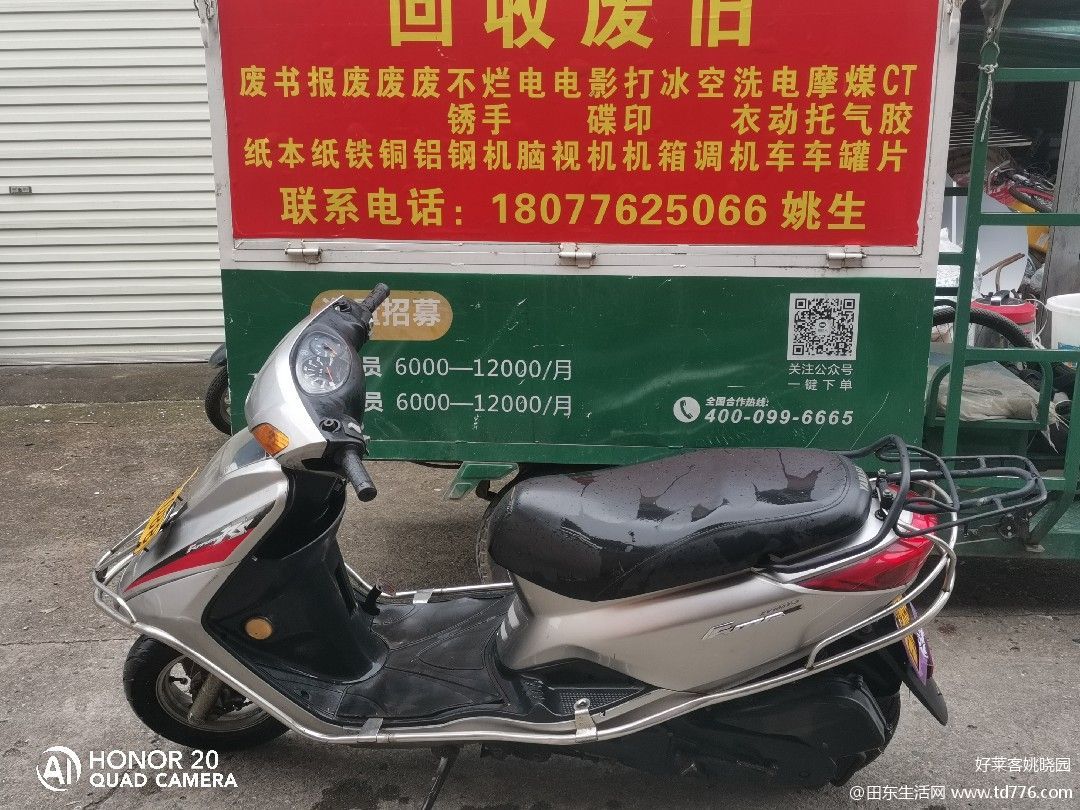 回收废旧
废书报废废废不烂电电影打冰空洗电摩煤CT
锈手 碟印 衣动托气胶
纸本纸铁铜铝钢机脑视机机箱调机车车罐片
联系电话：18077625066 姚生
招募
员 6000—12000/月
员 6000—12000/月
关注公众号
一键下单
全国合作热线:
400-099-6665
HONOR 20
QUAD CAMERA
AI
好莱客姚晓园
@田东生活网 www.td776.com